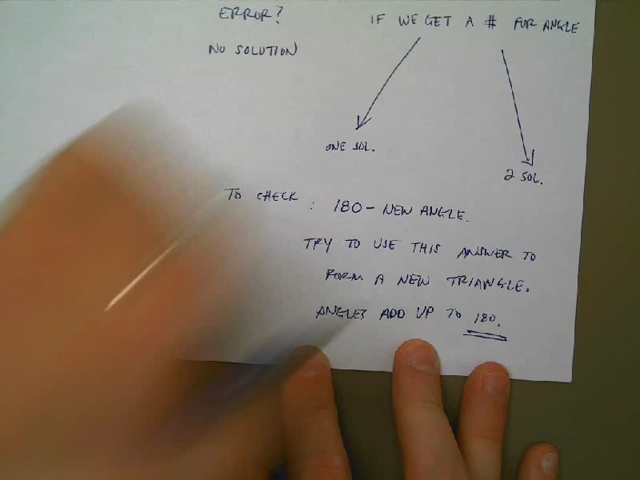 ERROR?
NO SOLUTION
IF WE GET A # FOR ANGLE
ONE SOL.
2 SOL.
TO CHECK : 180 - NEW ANGLE.
TRY TO USE THIS ANSWER TO
FORM A NEW TRIANGLE.
ANGLES ADD UP TO 180.